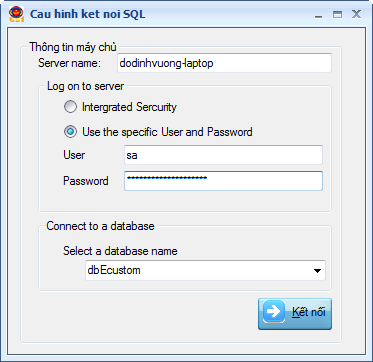 Cau hinh ket noi SQL
Thông tin máy chủ
Server name: dodinhvuong-laptop
Log on to server
Intergrated Sercurity
Use the specific User and Password
User sa
Password ********************
Connect to a database
Select a database name
dbEcustom
Kết nối